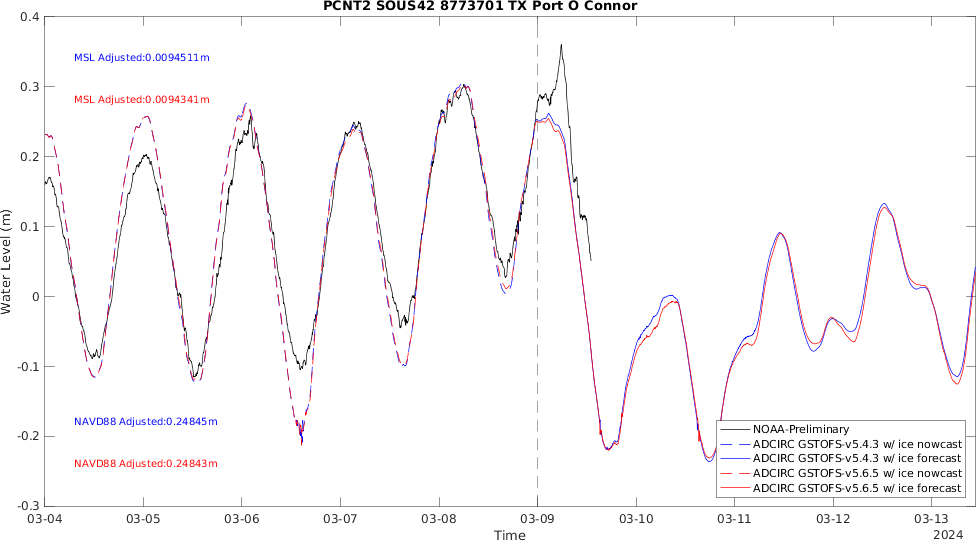 PCNT2 SOUS42 8773701 TX Port O Connor
0.4
0.3
0.2
0.1
0
-0.1
-0.2
-0.3
Water Level (m)
MSL Adjusted:0.0094511m
MSL Adjusted:0.0094341m
NAVD88 Adjusted:0.24845m
NAVD88 Adjusted:0.24843m
NOAA-Preliminary
ADCIRC GSTOFS-v5.4.3 w/ ice nowcast
ADCIRC GSTOFS-v5.4.3 w/ ice forecast
ADCIRC GSTOFS-v5.6.5 w/ ice nowcast
ADCIRC GSTOFS-v5.6.5 w/ ice forecast
03-04 03-05 03-06 03-07 03-08 03-09 03-10 03-11 03-12 03-13
Time
2024